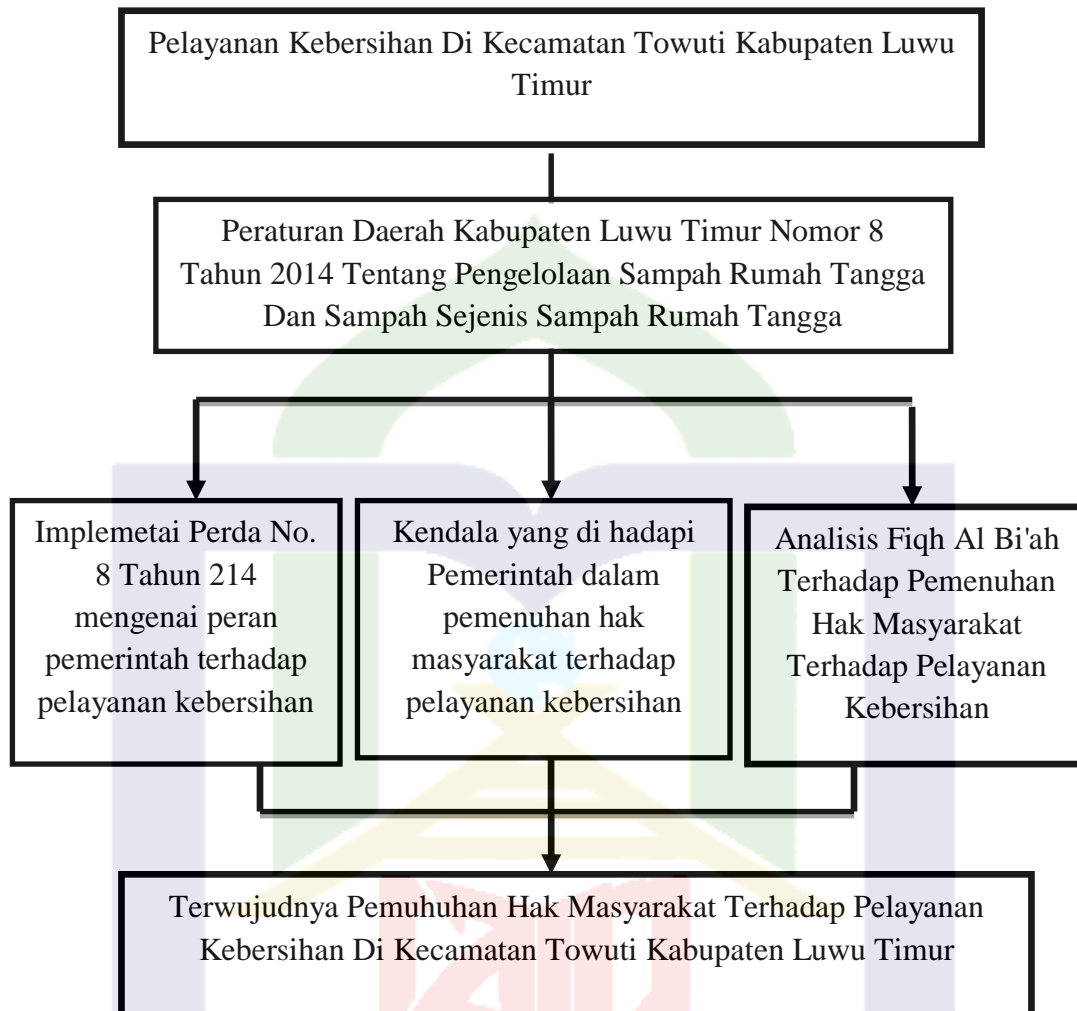 Pelayanan Kebersihan Di Kecamatan Towuti Kabupaten Luwu
Timur
Peraturan Daerah Kabupaten Luwu Timur Nomor 8
Tahun 2014 Tentang Pengelolaan Sampah Rumah Tangga
Dan Sampah Sejenis Sampah Rumah Tangga
Implemetai Perda No.
8 Tahun 214
mengenai peran
pemerintah terhadap
pelayanan kebersihan
Kendala yang di hadapi
Pemerintah dalam
pemenuhan hak
masyarakat terhadap
pelayanan kebersihan
Analisis Fiqh Al Bi'ah
Terhadap Pemenuhan
Hak Masyarakat
Terhadap Pelayanan
Kebersihan
Terwujudnya Pemuhuhan Hak Masyarakat Terhadap Pelayanan
Kebersihan Di Kecamatan Towuti Kabupaten Luwu Timur